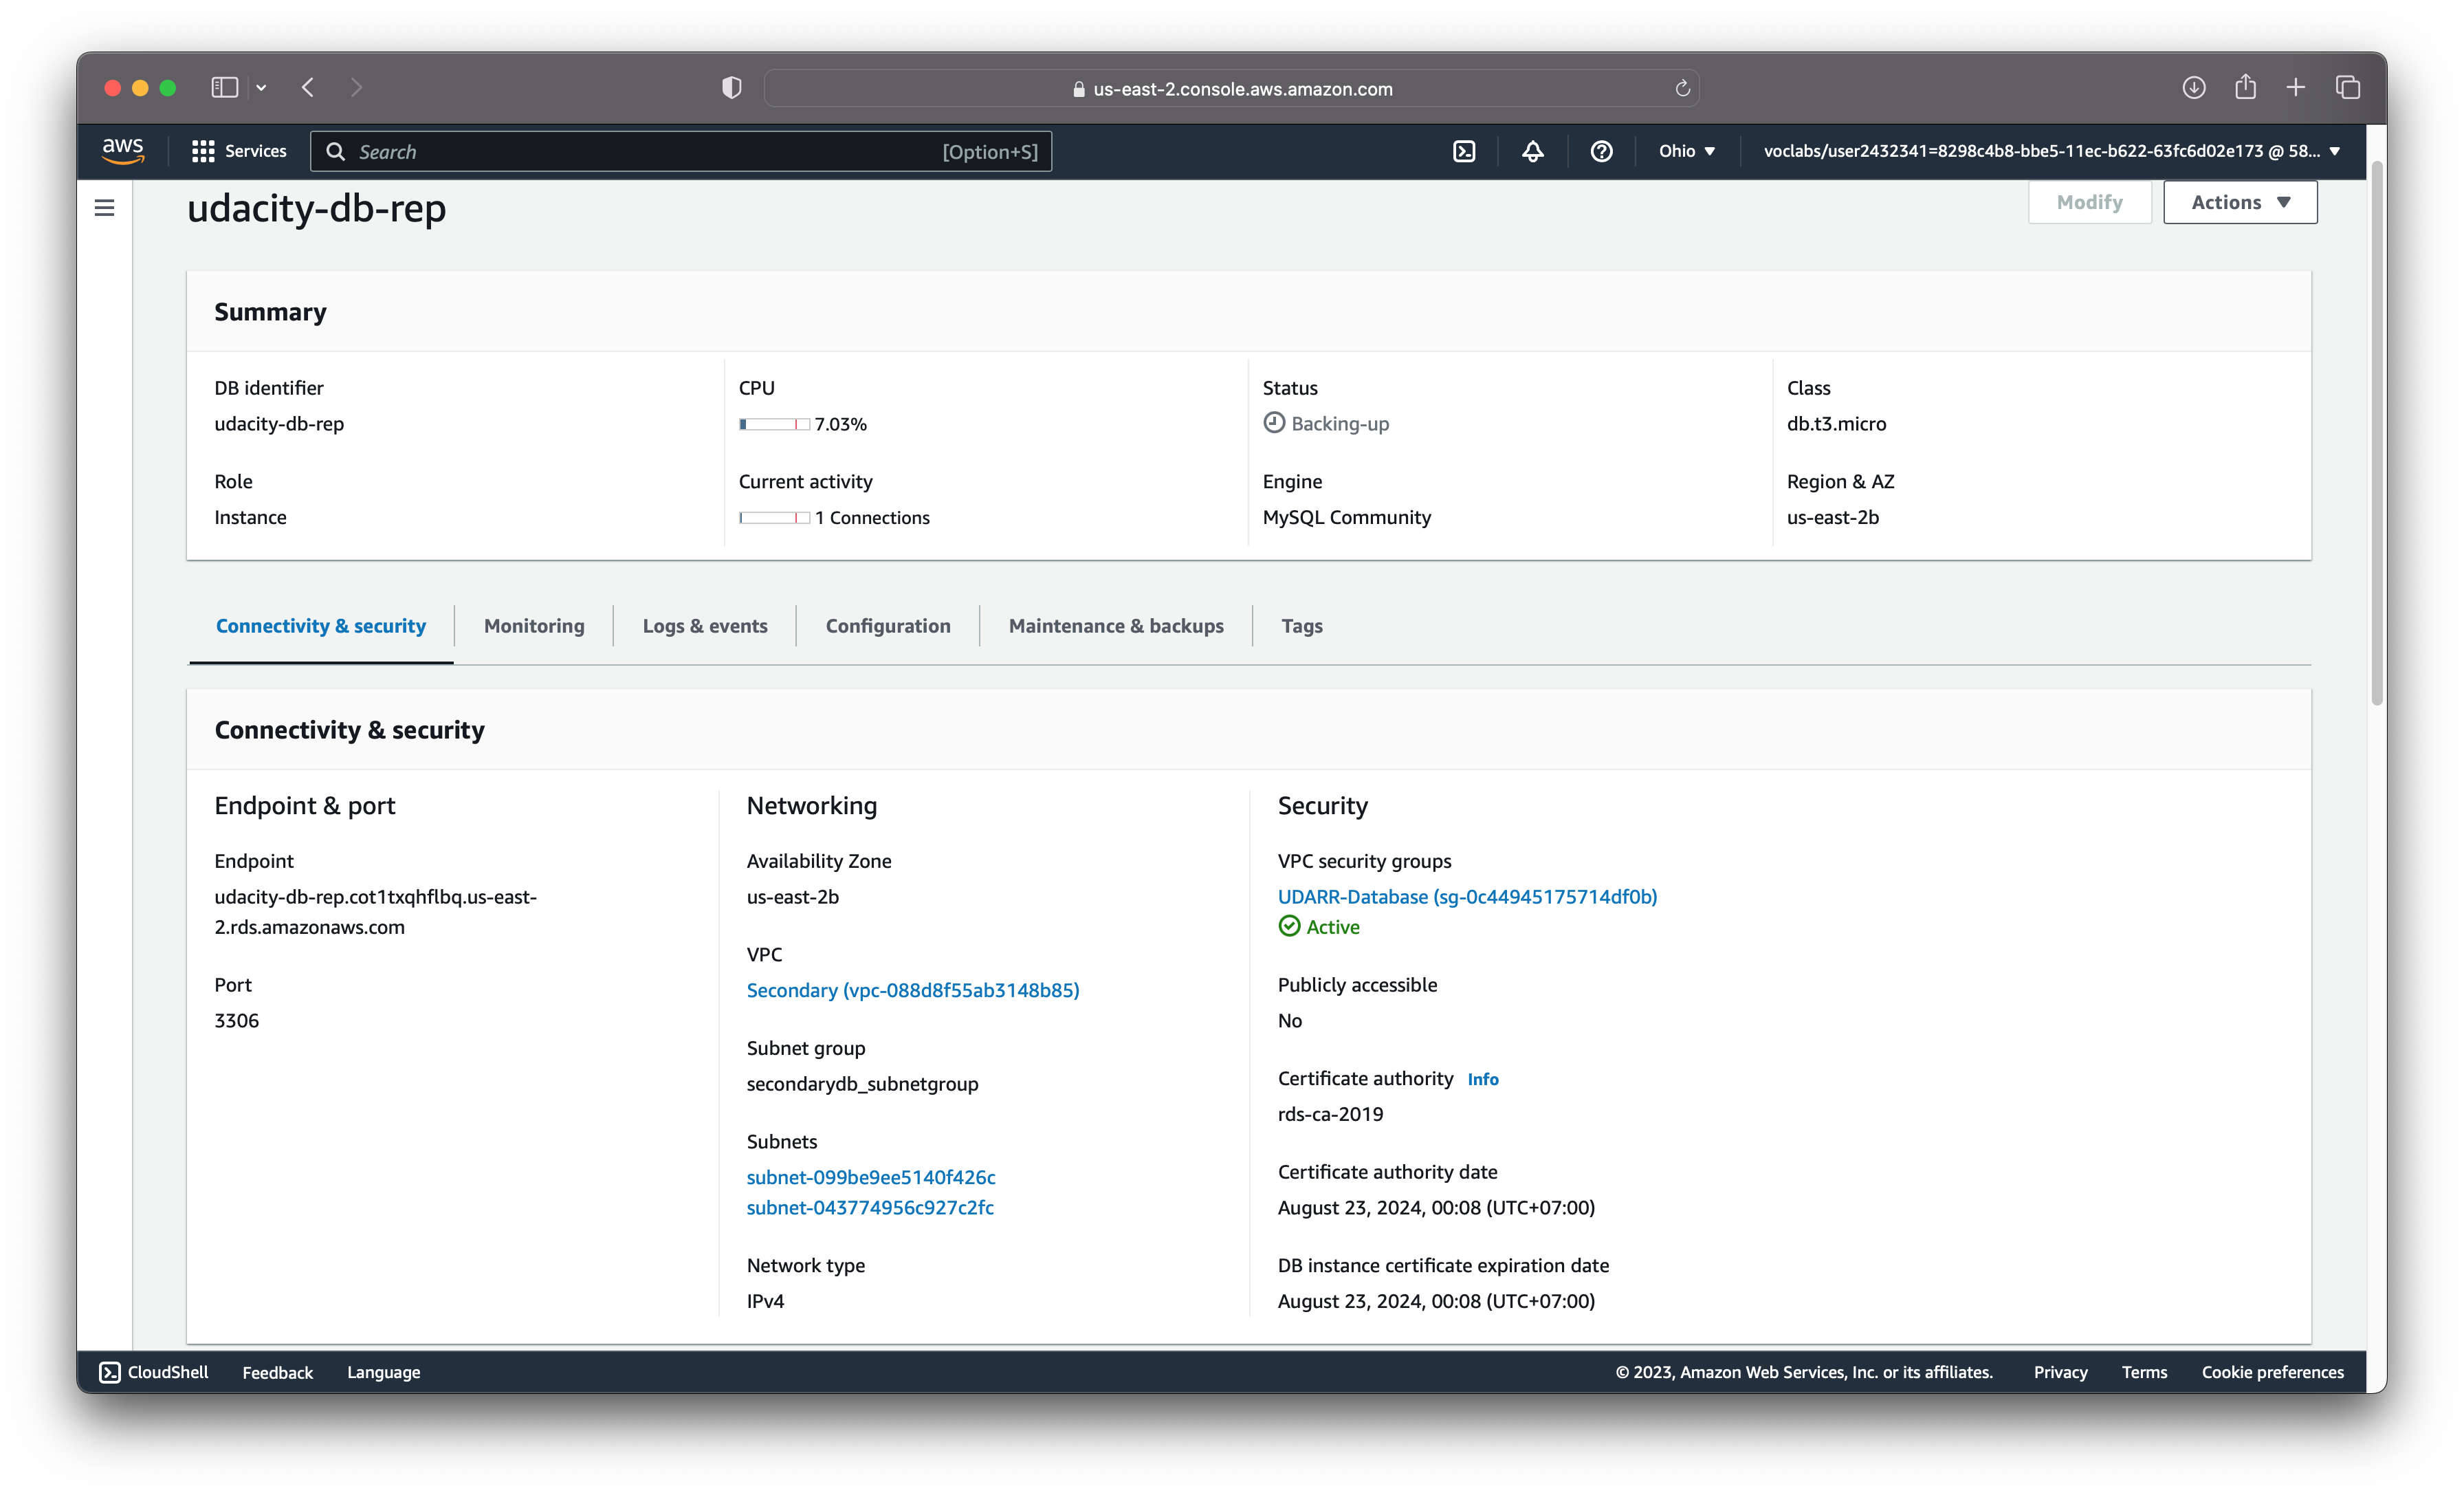 us-east-2.console.aws.amazon.com
aws
Services
Search
[Option+S]
Ohio
voclabs/user2432341=8298c4b8-bbe5-11ec-b622-63fc6d02e173 @ 58...
udacity-db-rep
Modify
Actions
Summary
DB identifier
udacity-db-rep
CPU
7.03%
Status
Backing-up
Class
db.t3.micro
Role
Instance
Current activity
1 Connections
Engine
MySQL Community
Region & AZ
us-east-2b
Connectivity & security
Monitoring
Logs & events
Configuration
Maintenance & backups
Tags
Connectivity & security
Endpoint & port
Endpoint
udacity-db-rep.cot1txqhflbq.us-east-
2.rds.amazonaws.com
Port
3306
Networking
Availability Zone
us-east-2b
VPC
Secondary (vpc-088d8f55ab3148b85)
Subnet group
secondarydb_subnetgroup
Subnets
subnet-099be9ee5140f426c
subnet-043774956c927c2fc
Network type
IPv4
Security
VPC security groups
UDARR-Database (sg-0c44945175714df0b)
Active
Publicly accessible
No
Certificate authority Info
rds-ca-2019
Certificate authority date
August 23, 2024, 00:08 (UTC+07:00)
DB instance certificate expiration date
August 23, 2024, 00:08 (UTC+07:00)
CloudShell
Feedback
Language
© 2023, Amazon Web Services, Inc. or its affiliates.
Privacy
Terms
Cookie preferences